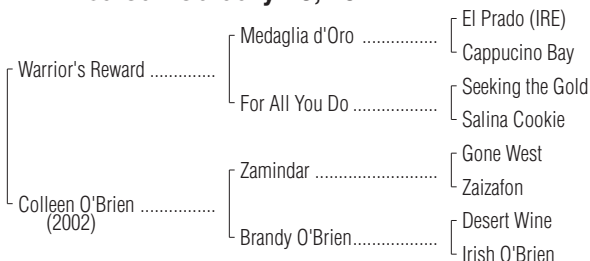 El Prado (IRE)
Medaglia d'Oro ................
Cappucino Bay
Warrior's Reward .............
Seeking the Gold
For All You Do ..................
Salina Cookie
Gone West
Zamindar ........................
Zaizafon
Colleen O'Brien ...............
(2002)
Desert Wine
Brandy O'Brien..................
Irish O'Brien